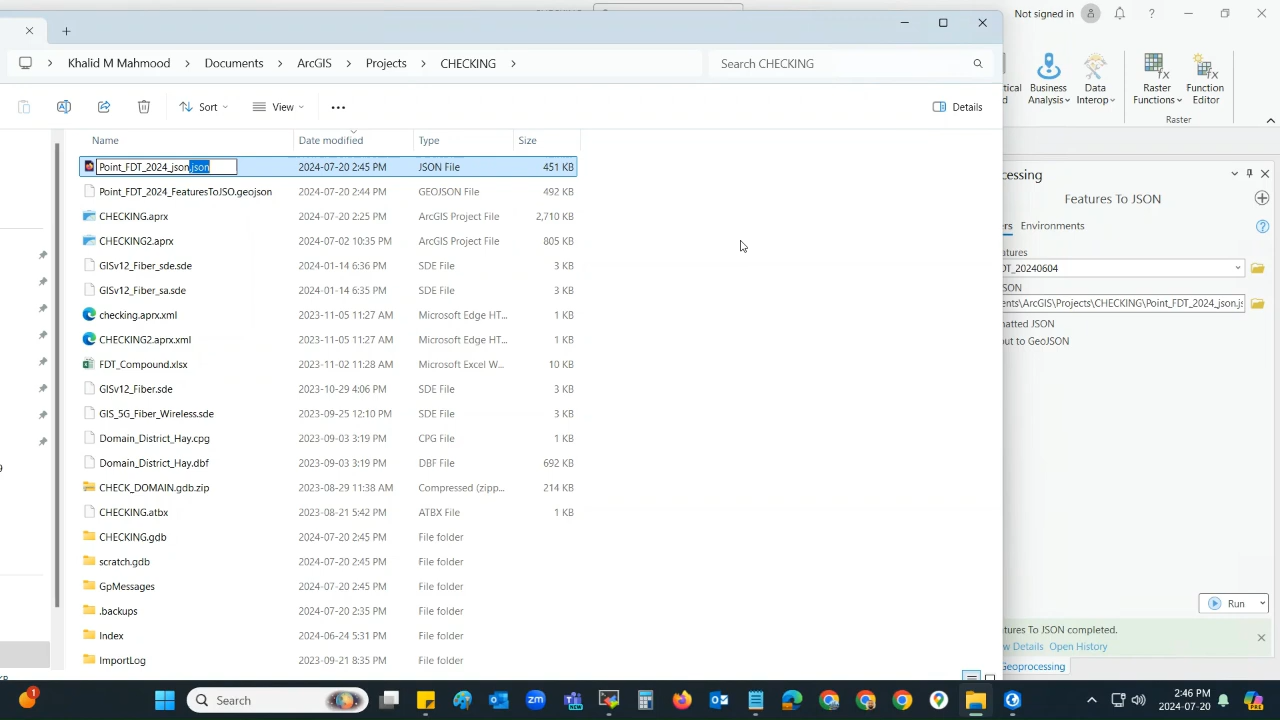 Not signed in
Khalid M Mahmood > Documents > ArcGIS > Projects > CHECKING >
Search CHECKING
Sort
View
Details
Business Analysis
Data Interop
Raster Functions
Function Editor
Raster
Name Date modified Type Size
Point_FDT_2024_json.json 2024-07-20 2:45 PM JSON File 451 KB
Point_FDT_2024_FeaturesToJSO.geojson 2024-07-20 2:44 PM GEOJSON File 492 KB
CHECKING.aprx 2024-07-20 2:25 PM ArcGIS Project File 2,710 KB
CHECKING2.aprx 2024-07-02 10:35 PM ArcGIS Project File 805 KB
GISv12_Fiber_sde.sde 2024-01-14 6:36 PM SDE File 3 KB
GISv12_Fiber_sa.sde 2024-01-14 6:35 PM SDE File 3 KB
checking.aprx.xml 2023-11-05 11:27 AM Microsoft Edge HT... 1 KB
CHECKING2.aprx.xml 2023-11-05 11:27 AM Microsoft Edge HT... 1 KB
FDT_Compound.xlsx 2023-11-02 11:28 AM Microsoft Excel W... 10 KB
GISv12_Fiber.sde 2023-10-29 4:06 PM SDE File 3 KB
GIS_5G_Fiber_Wireless.sde 2023-09-25 12:10 PM SDE File 3 KB
Domain_District_Hay.cpg 2023-09-03 3:19 PM CPG File 1 KB
Domain_District_Hay.dbf 2023-09-03 3:19 PM DBF File 692 KB
CHECK_DOMAIN.gdb.zip 2023-08-29 11:38 AM Compressed (zipp... 214 KB
CHECKING.atbx 2023-08-21 5:42 PM ATBX File 1 KB
CHECKING.gdb 2024-07-20 2:45 PM File folder
scratch.gdb 2024-07-20 2:45 PM File folder
GpMessages 2024-07-20 2:45 PM File folder
.backups 2024-07-20 2:35 PM File folder
Index 2024-06-24 5:31 PM File folder
ImportLog 2023-09-21 8:35 PM File folder
Features To JSON
Environments
DT_20240604
SON
ents\ArcGIS\Projects\CHECKING\Point_FDT_2024_json.js
matted JSON
out to GeoJSON
Run
tures To JSON completed.
w Details Open History
Geoprocessing
1
Search
2:46 PM
2024-07-20